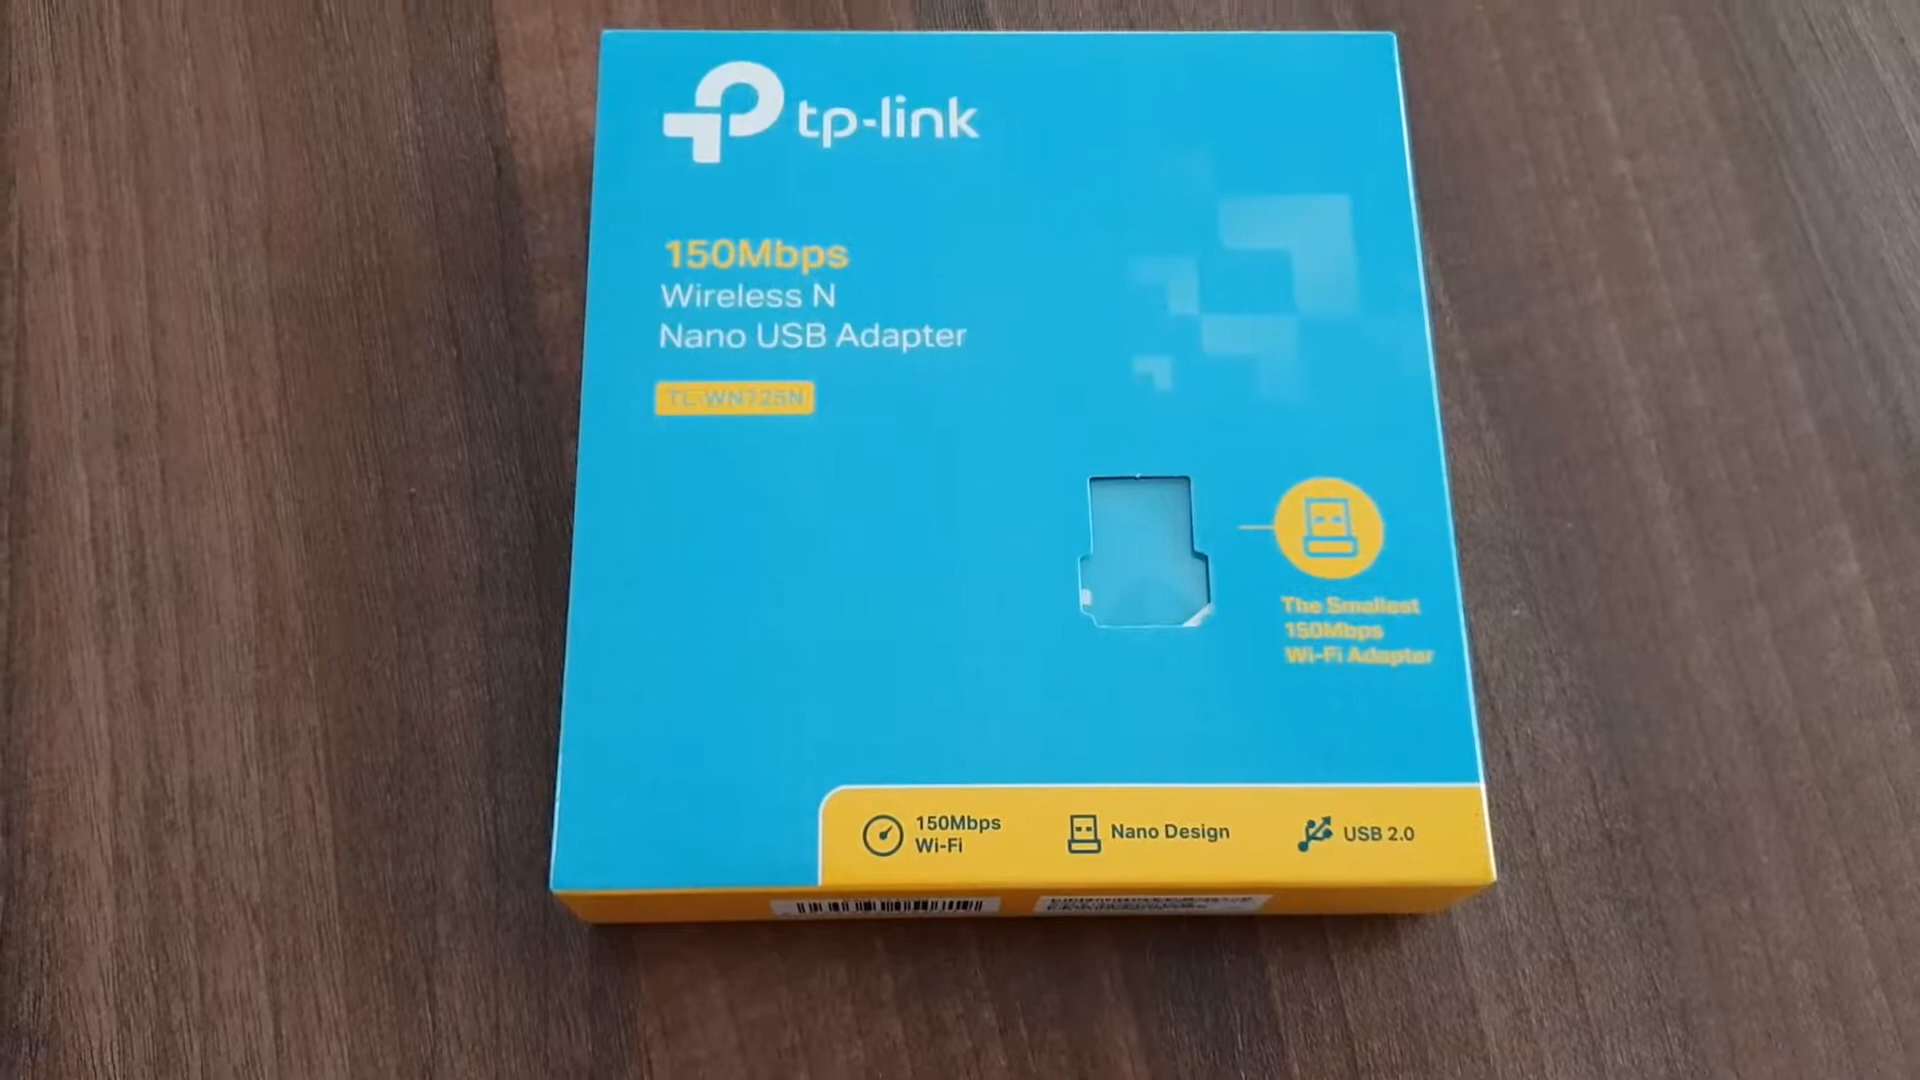 tp-link
150Mbps
Wireless N
Nano USB Adapter
TL-WN725N
The Smallest
150Mbps
Wi-Fi Adapter
150Mbps
Wi-Fi
Nano Design
USB 2.0